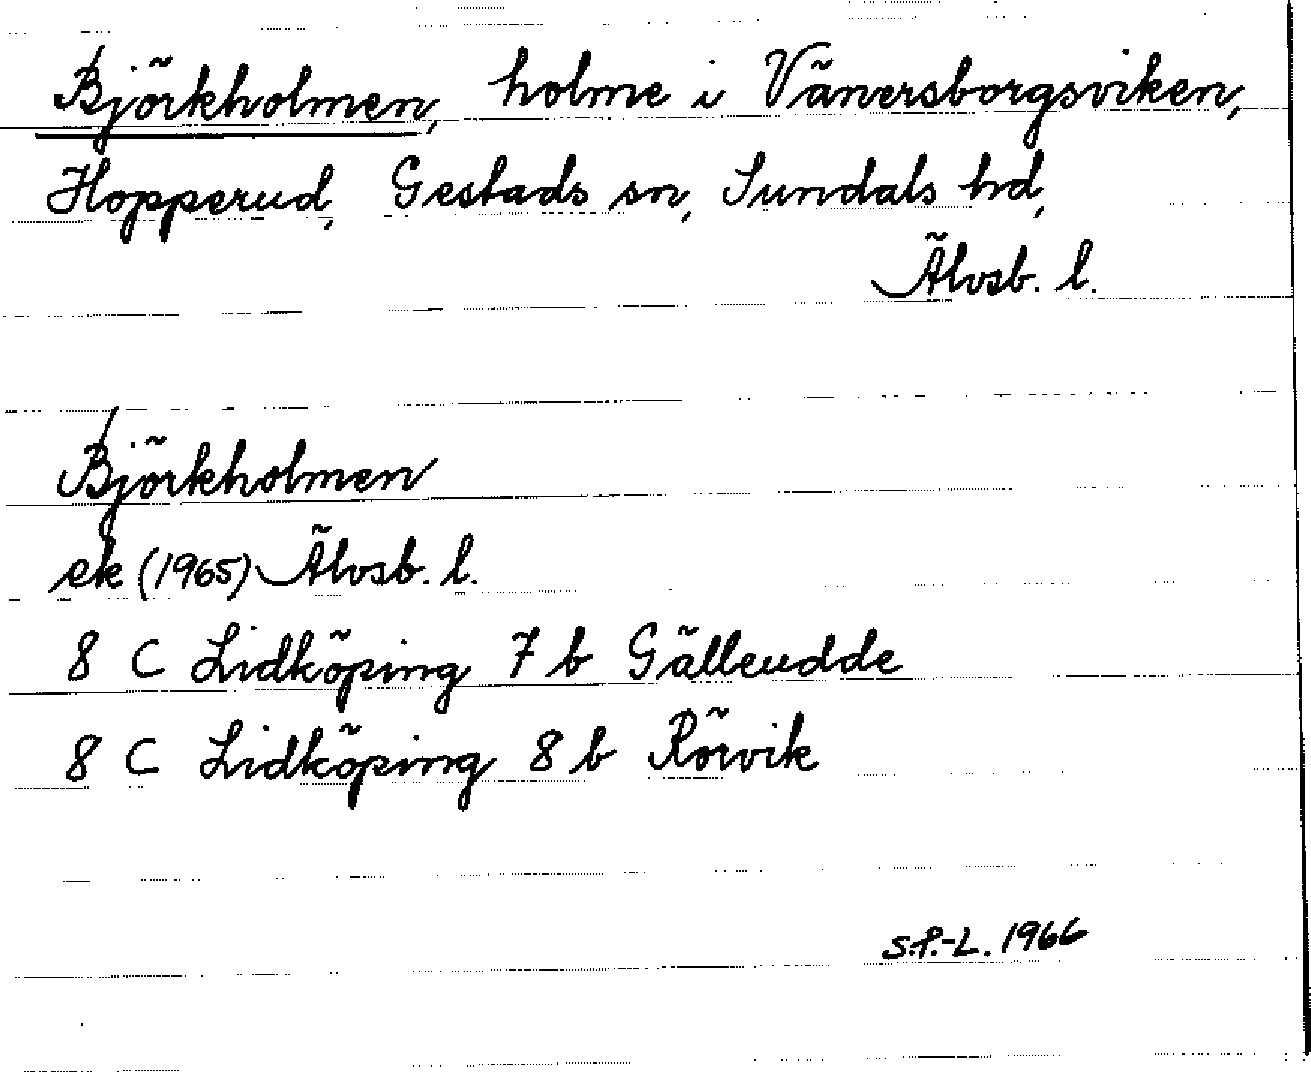 Björkholmen, holme i Vänersborgsviken,
Hopperud, Gestads sn, Sundals hd,
Älvsb. l.
Björkholmen
ek (1965) Älvsb. l.
8 C Lidköping 7 b Gälleudde
8 C Lidköping 8 b Rörvik
S.P.-L. 1966